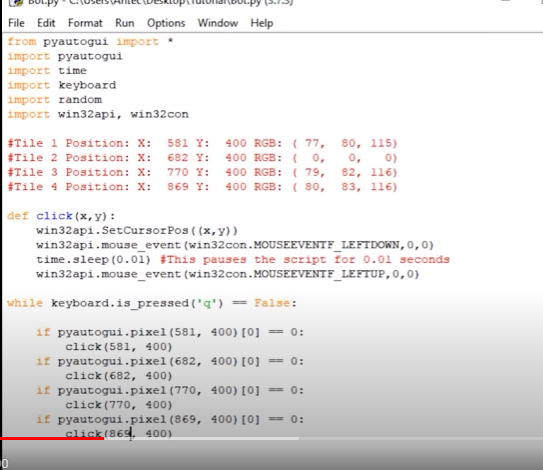 Bot.py - C:\Users\Antec\Desktop\Tutorial\Bot.py (3.7.3)
File Edit Format Run Options Window Help
from pyautogui import *
import pyautogui
import time
import keyboard
import random
import win32api, win32con
#Tile 1 Position: X:  581 Y:  400 RGB: ( 77,  80, 115)
#Tile 2 Position: X:  682 Y:  400 RGB: (  0,   0,   0)
#Tile 3 Position: X:  770 Y:  400 RGB: ( 79,  82, 116)
#Tile 4 Position: X:  869 Y:  400 RGB: ( 80,  83, 116)
def click(x,y):
    win32api.SetCursorPos((x,y))
    win32api.mouse_event(win32con.MOUSEEVENTF_LEFTDOWN,0,0)
    time.sleep(0.01) #This pauses the script for 0.01 seconds
    win32api.mouse_event(win32con.MOUSEEVENTF_LEFTUP,0,0)
while keyboard.is_pressed('q') == False:
    if pyautogui.pixel(581, 400)[0] == 0:
        click(581, 400)
    if pyautogui.pixel(682, 400)[0] == 0:
        click(682, 400)
    if pyautogui.pixel(770, 400)[0] == 0:
        click(770, 400)
    if pyautogui.pixel(869, 400)[0] == 0:
        click(869, 400)